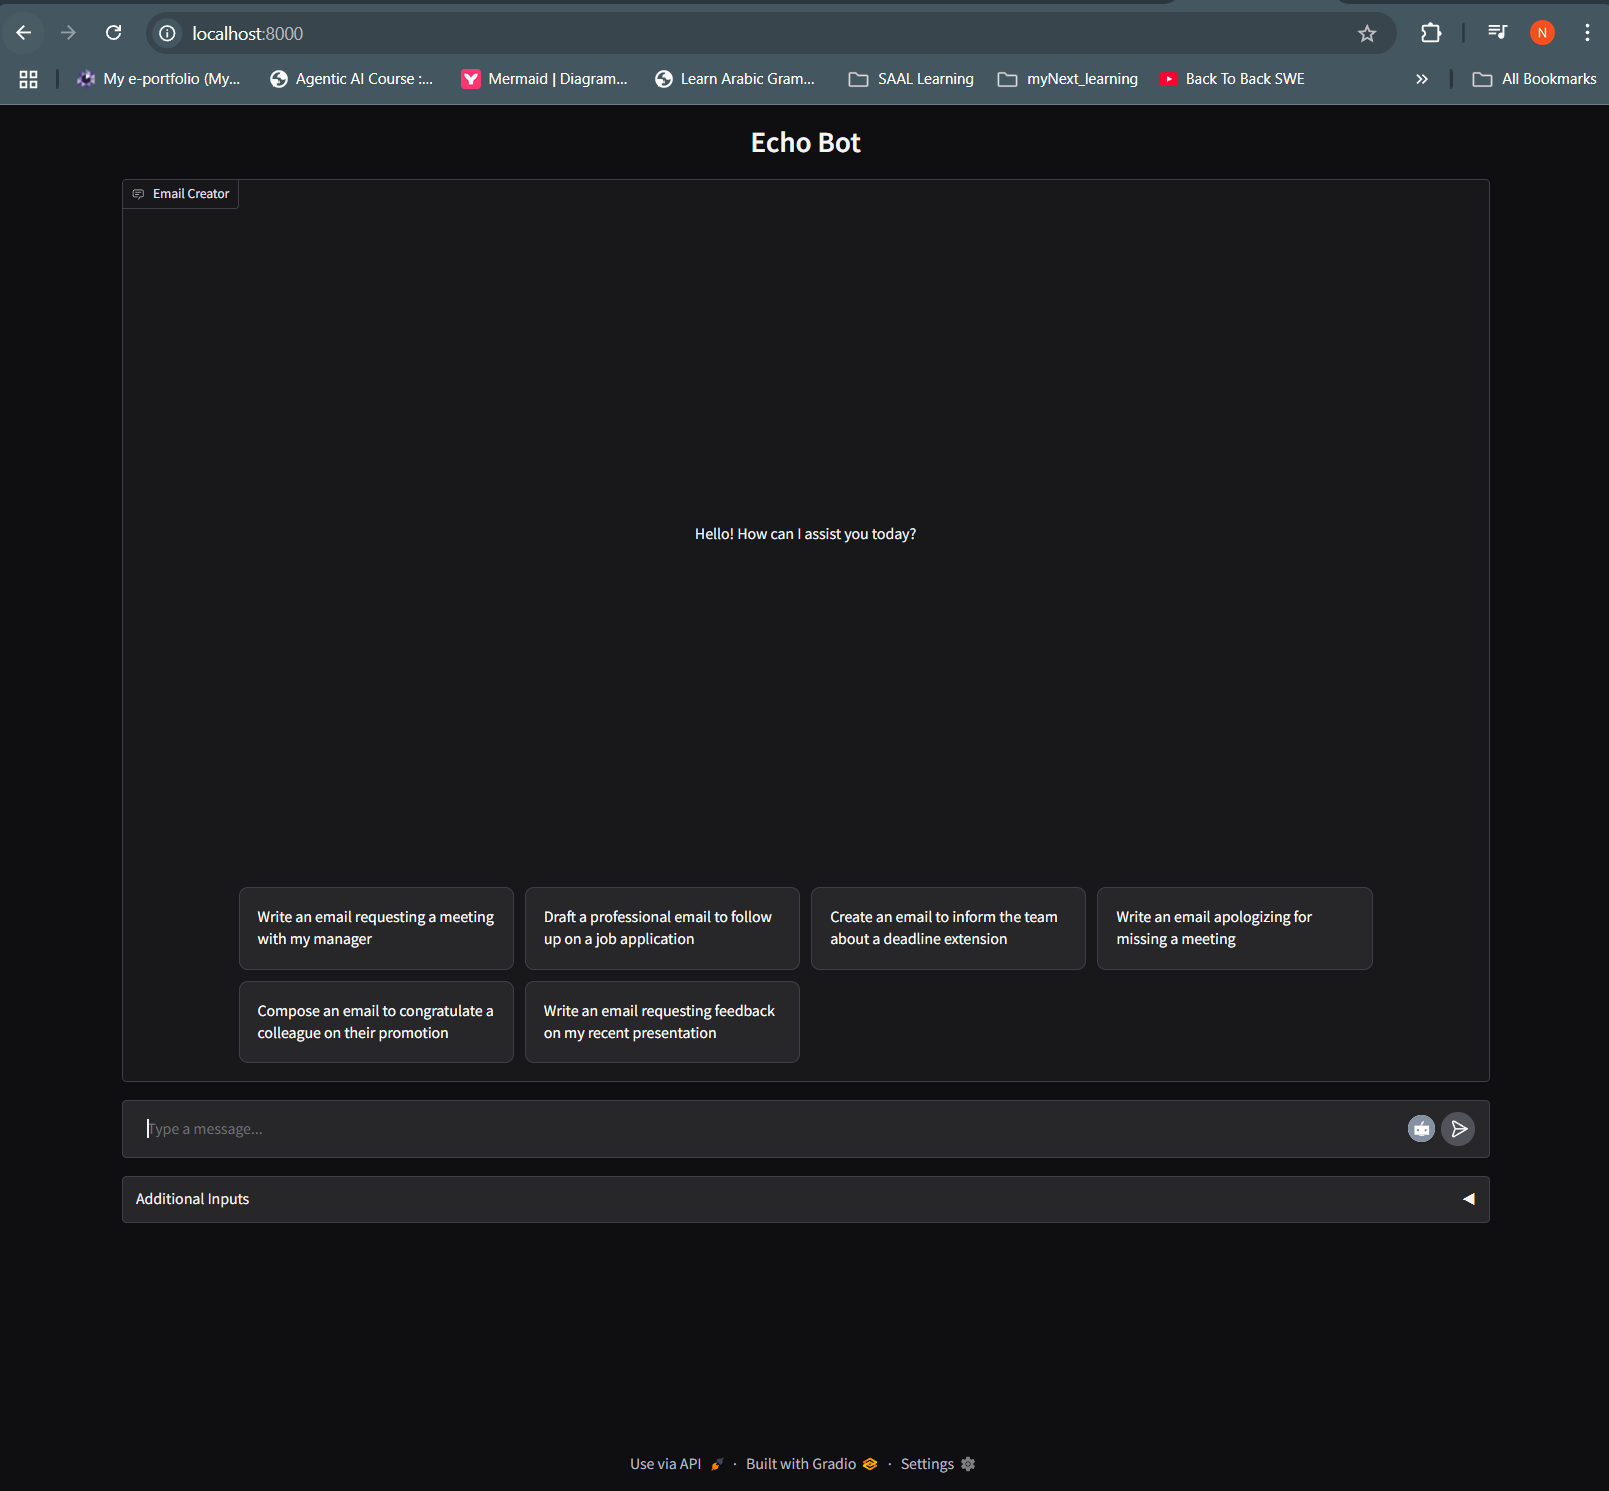 localhost:8000
N
My e-portfolio (My...
Agentic AI Course :...
Mermaid | Diagram...
Learn Arabic Gram...
SAAL Learning
myNext_learning
Back To Back SWE
»
All Bookmarks
Echo Bot
Email Creator
Hello! How can I assist you today?
Write an email requesting a meeting
with my manager
Draft a professional email to follow
up on a job application
Create an email to inform the team
about a deadline extension
Write an email apologizing for
missing a meeting
Compose an email to congratulate a
colleague on their promotion
Write an email requesting feedback
on my recent presentation
Type a message...
Additional Inputs
Use via API · Built with Gradio · Settings